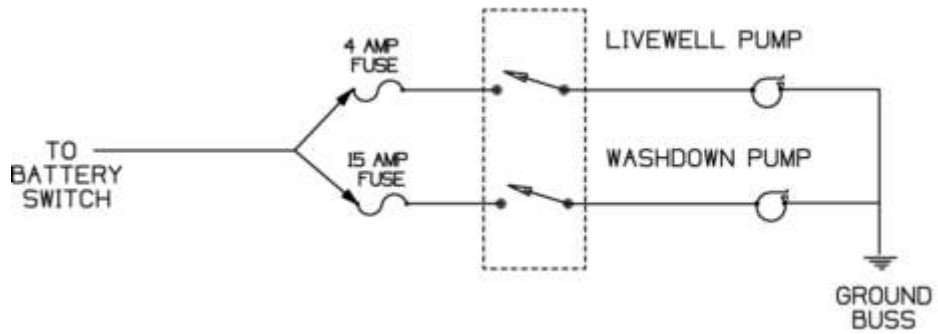 4 AMP
FUSE
LIVEWELL PUMP
TO
BATTERY
SWITCH
15 AMP
FUSE
WASHDOWN PUMP
GROUND
BUSS